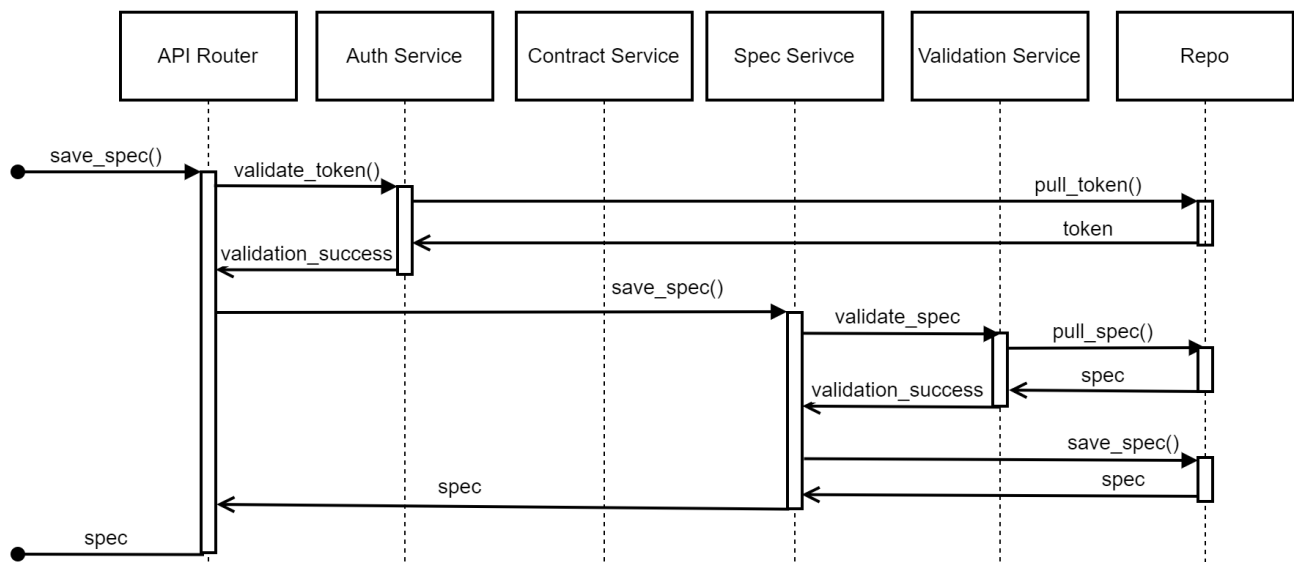 API Router
Auth Service
Contract Service
Spec Serivce
Validation Service
Repo
save_spec()
validate_token()
pull_token()
token
validation_success
save_spec()
validate_spec
pull_spec()
spec
validation_success
save_spec()
spec
spec
spec